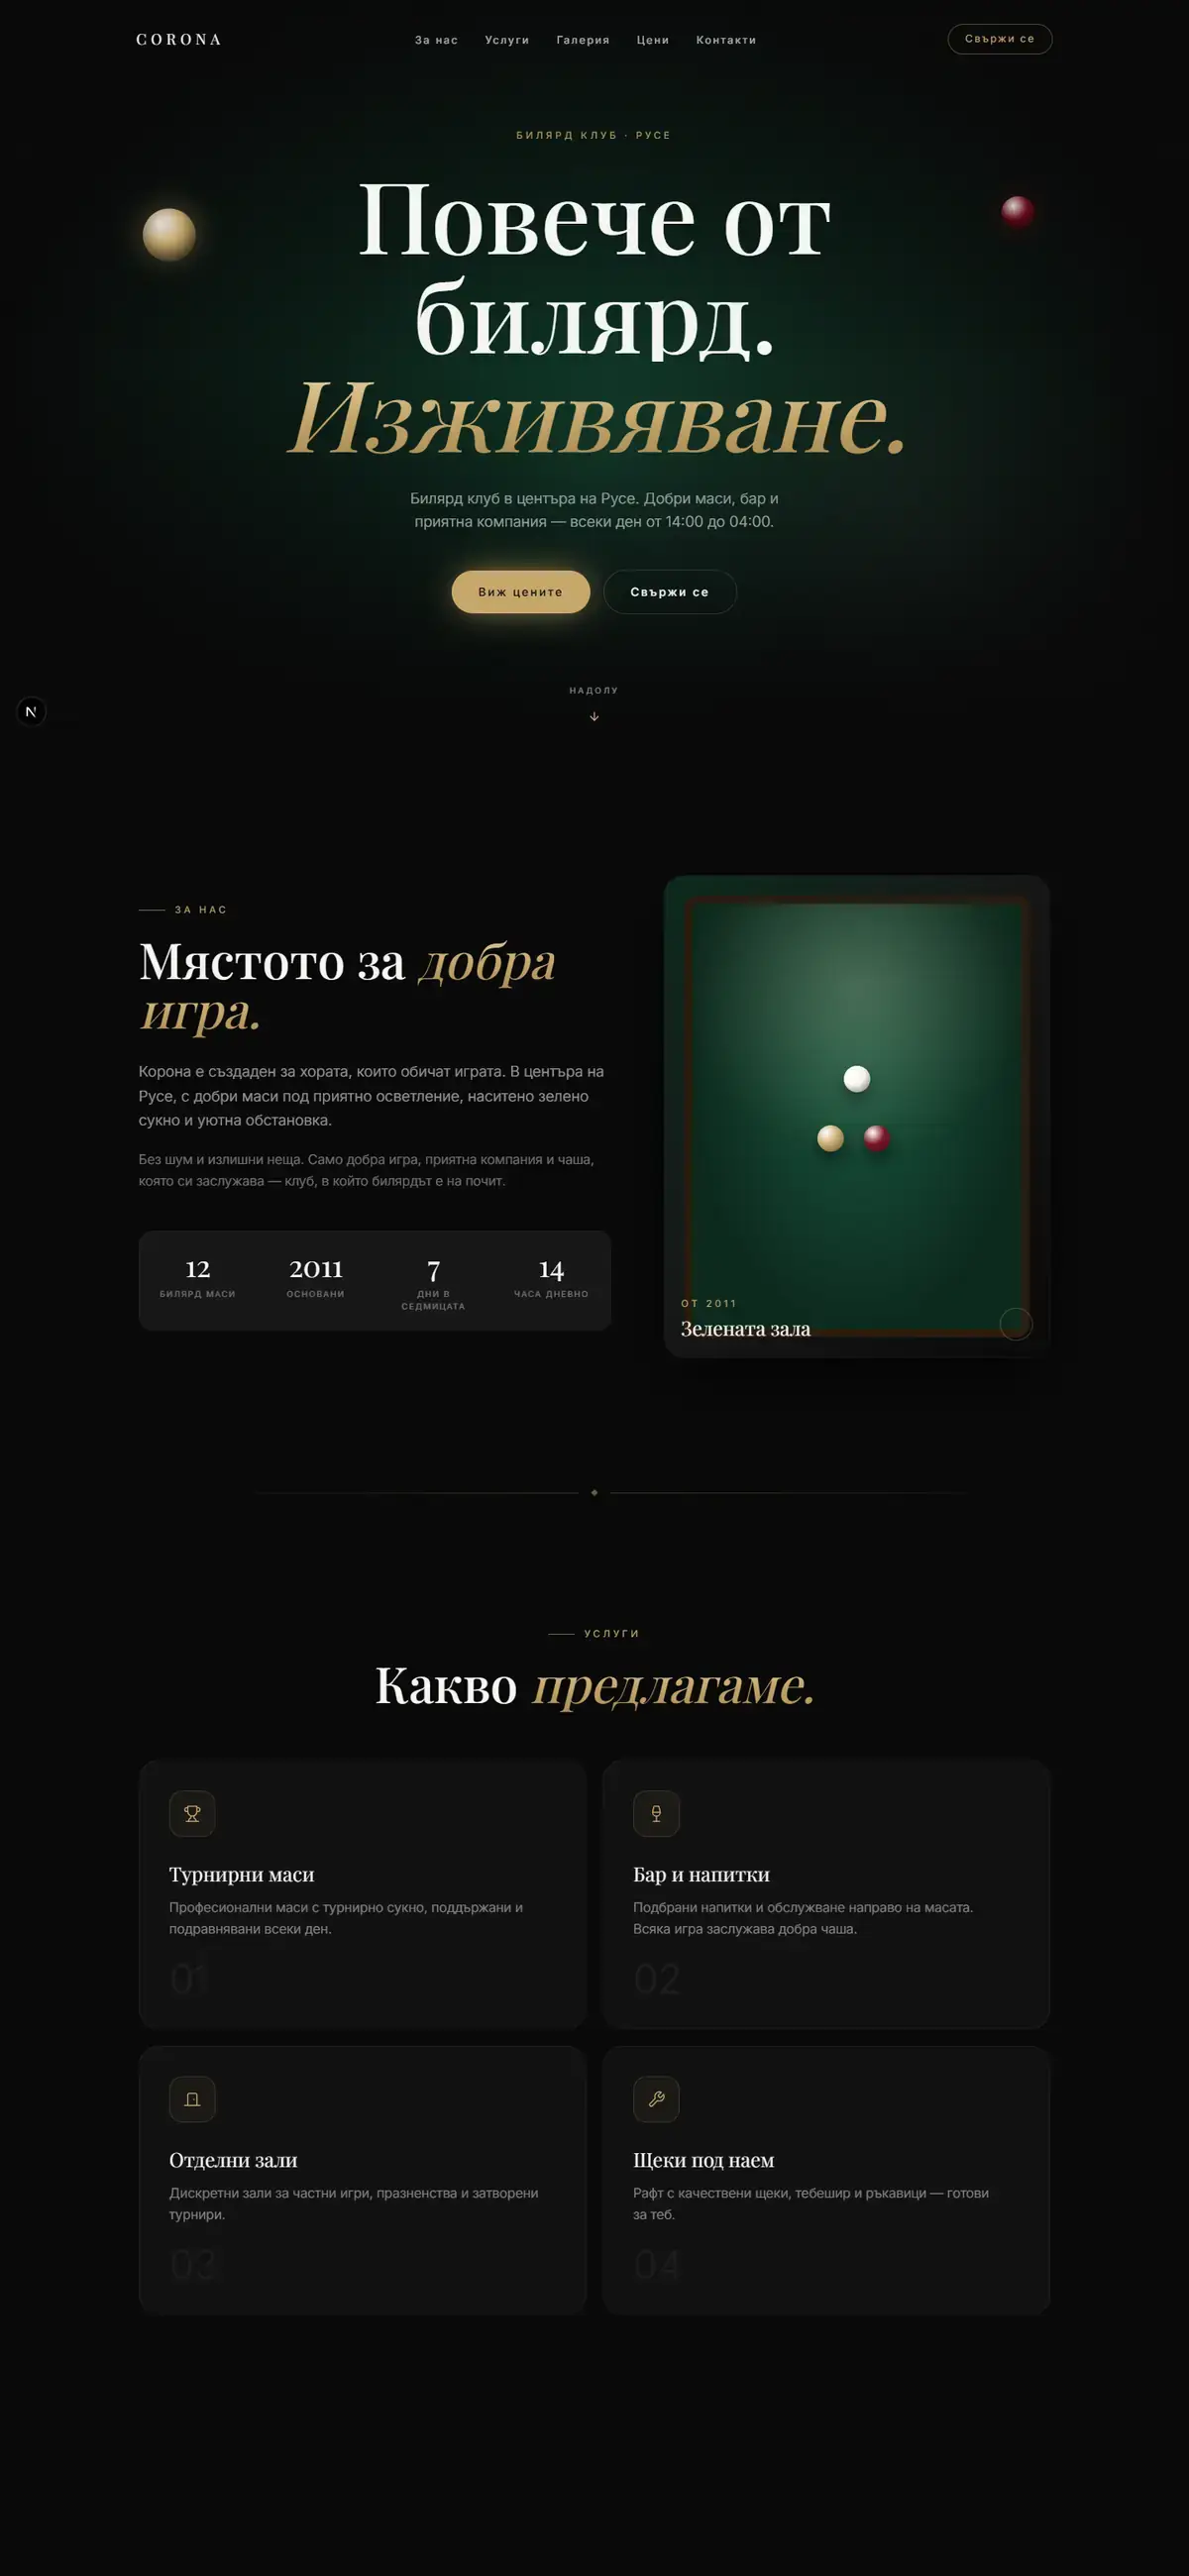 CORONA
За нас
Услуги
Галерия
Цени
Контакти
Свържи се
БИЛЯРД КЛУБ · РУСЕ
Повече от
билярд.
Изживяване.
Билярд клуб в центъра на Русе. Добри маси, бар и
приятна компания — всеки ден от 14:00 до 04:00.
Виж цените
Свържи се
НАДОЛУ
N
ЗА НАС
Мястото за добра
игра.
Корона е създаден за хората, които обичат играта. В центъра на
Русе, с добри маси под приятно осветление, наситено зелено
сукно и уютна обстановка.
Без шум и излишни неща. Само добра игра, приятна компания и чаша,
която си заслужава — клуб, в който билярдът е на почит.
12
БИЛЯРД МАСИ
2011
ОСНОВАНИ
7
ДНИ В
СЕДМИЦАТА
14
ЧАСА ДНЕВНО
ОТ 2011
Зелената зала
УСЛУГИ
Какво предлагаме.
Турнирни маси
Професионални маси с турнирно сукно, поддържани и
подравнявани всеки ден.
01
Бар и напитки
Подбрани напитки и обслужване направо на масата.
Всяка игра заслужава добра чаша.
02
Отделни зали
Дискретни зали за частни игри, празненства и затворени
турнири.
03
Щеки под наем
Рафт с качествени щеки, тебешир и ръкавици — готови
за теб.
04